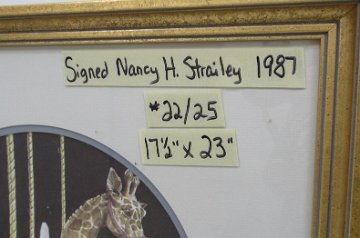 Signed Nancy H. Strailey 1987
#22/25
17½" x 23"